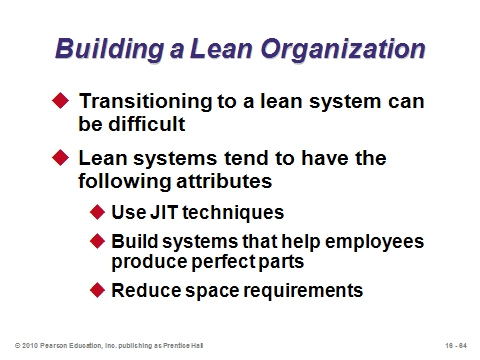 Building a Lean Organization
Transitioning to a lean system can
be difficult
Lean systems tend to have the
following attributes
Use JIT techniques
Build systems that help employees
produce perfect parts
Reduce space requirements
© 2010 Pearson Education, Inc. publishing as Prentice Hall
16 - 64